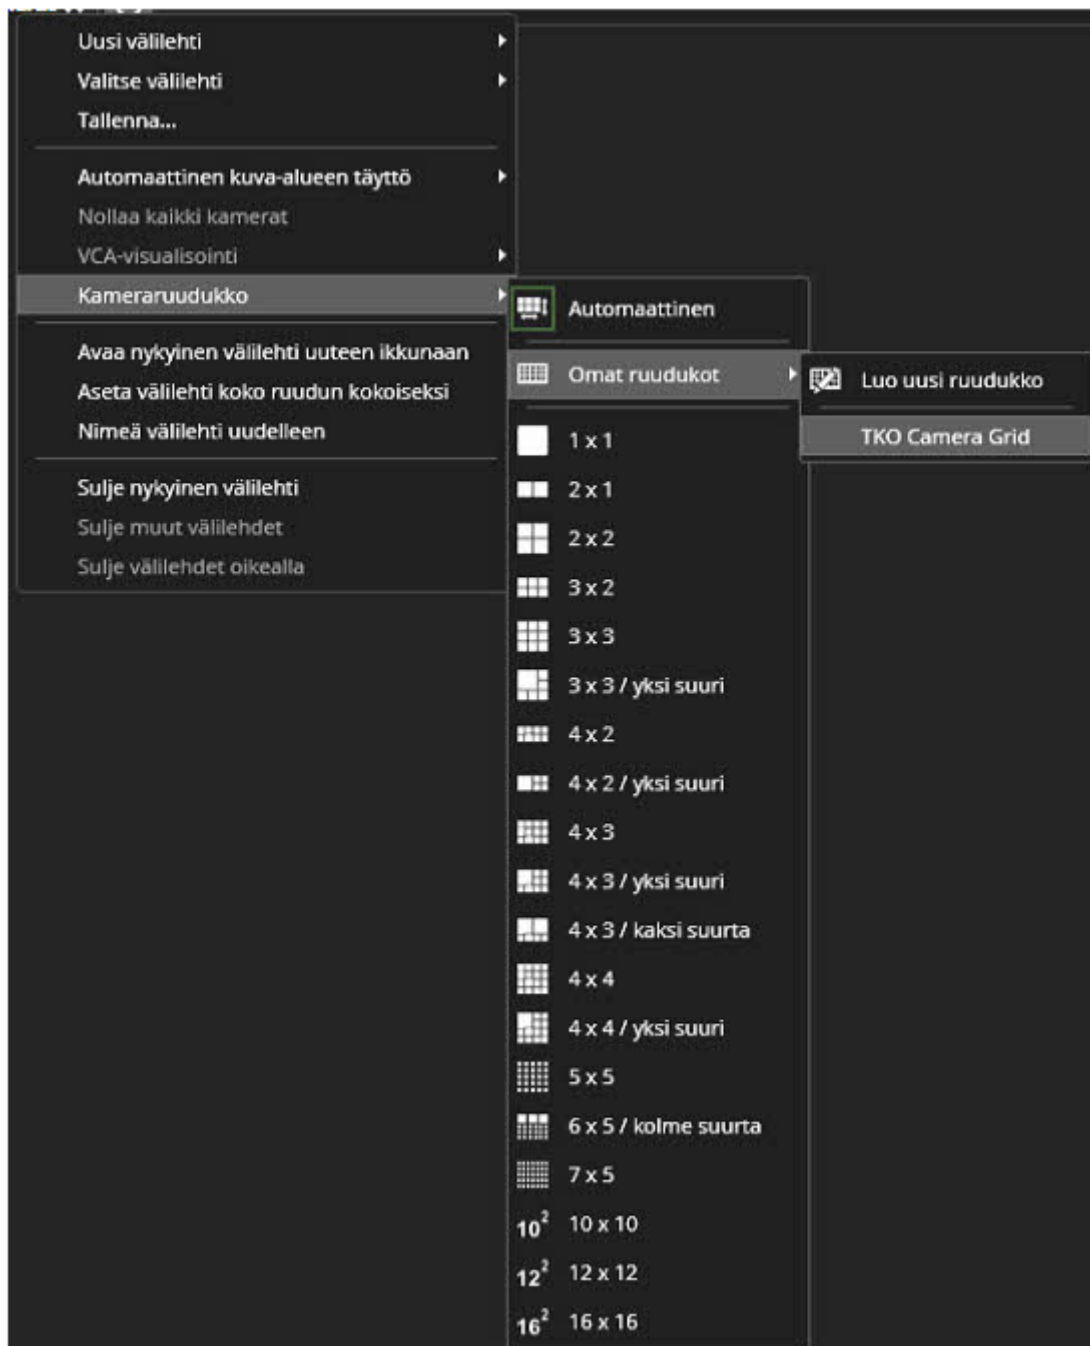 Uusi välilehti
Valitse välilehti
Tallenna...
Automaattinen kuva-alueen täyttö
Nollaa kaikki kamerat
VCA-visualisointi
Kameraruudukko
Avaa nykyinen välilehti uuteen ikkunaan
Aseta välilehti koko ruudun kokoiseksi
Nimeä välilehti uudelleen
Sulje nykyinen välilehti
Sulje muut välilehdet
Sulje välilehdet oikealla
Automaattinen
Omat ruudukot
1 x 1
2 x 1
2 x 2
3 x 2
3 x 3
3 x 3 / yksi suuri
4 x 2
4 x 2 / yksi suuri
4 x 3
4 x 3 / yksi suuri
4 x 3 / kaksi suurta
4 x 4
4 x 4 / yksi suuri
5 x 5
6 x 5 / kolme suurta
7 x 5
10² 10 x 10
12² 12 x 12
16² 16 x 16
Luo uusi ruudukko
TKO Camera Grid